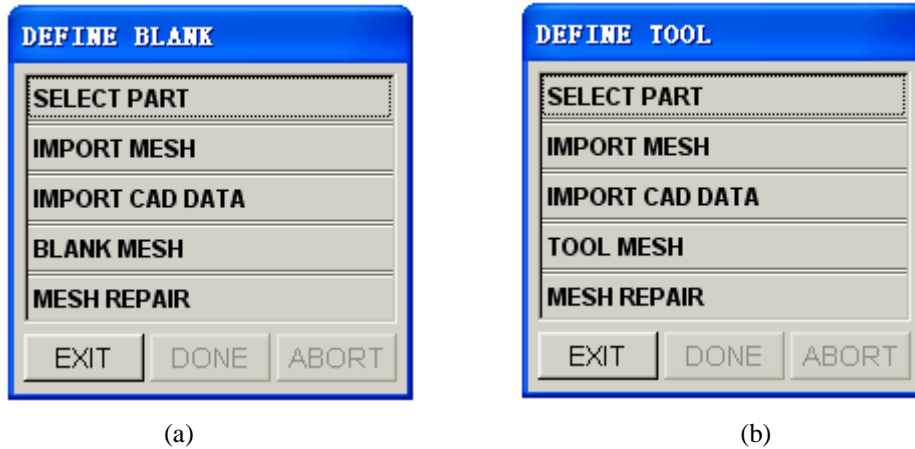 DEFINE BLANK
SELECT PART
IMPORT MESH
IMPORT CAD DATA
BLANK MESH
MESH REPAIR
EXIT DONE ABORT
(a)
DEFINE TOOL
SELECT PART
IMPORT MESH
IMPORT CAD DATA
TOOL MESH
MESH REPAIR
EXIT DONE ABORT
(b)